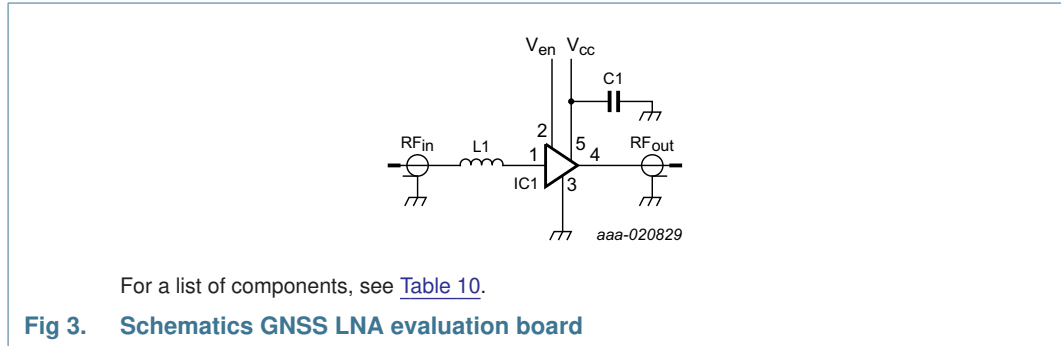 Ven Vcc
C1
RFin L1 2 5 RFout
1 4
IC1 3
aaa-020829
For a list of components, see Table 10.
Fig 3. Schematics GNSS LNA evaluation board